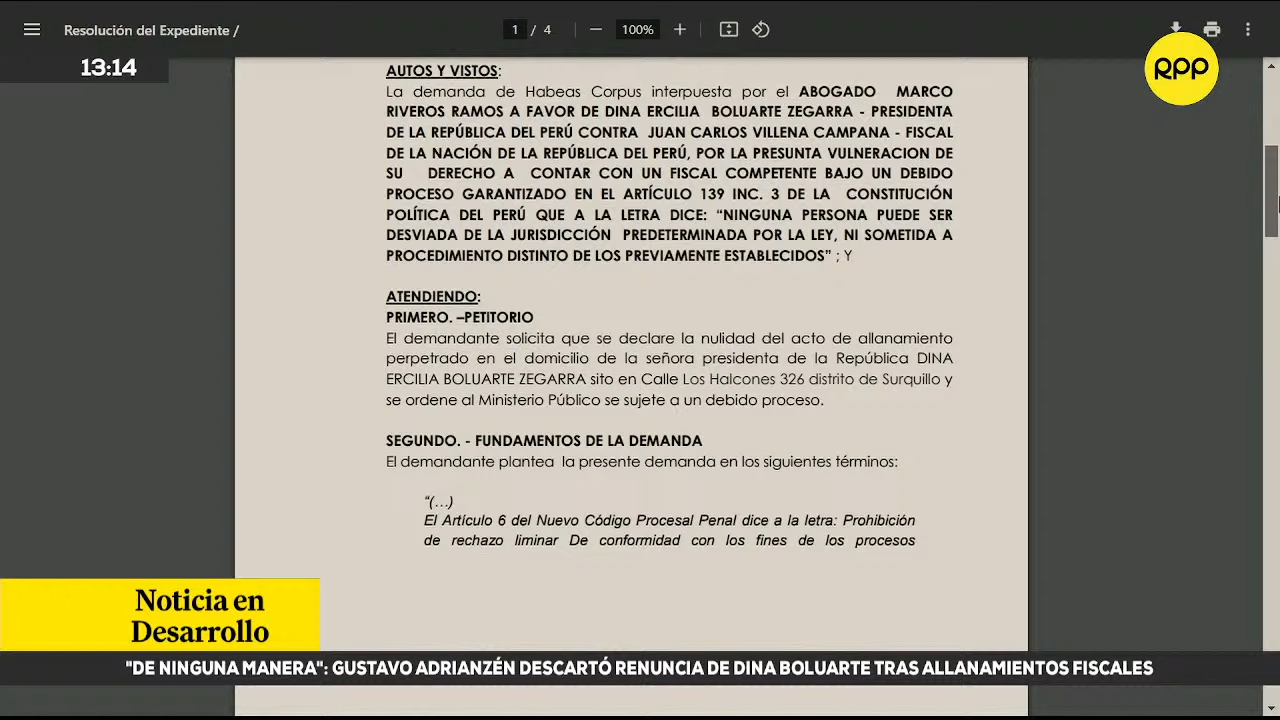 Resolución del Expediente /
1 / 4
100%
13:14
RPP
AUTOS Y VISTOS:
La demanda de Habeas Corpus interpuesta por el ABOGADO MARCO
RIVEROS RAMOS A FAVOR DE DINA ERCILIA BOLUARTE ZEGARRA - PRESIDENTA
DE LA REPÚBLICA DEL PERÚ CONTRA JUAN CARLOS VILLENA CAMPANA - FISCAL
DE LA NACIÓN DE LA REPÚBLICA DEL PERÚ, POR LA PRESUNTA VULNERACION DE
SU DERECHO A CONTAR CON UN FISCAL COMPETENTE BAJO UN DEBIDO
PROCESO GARANTIZADO EN EL ARTÍCULO 139 INC. 3 DE LA CONSTITUCIÓN
POLÍTICA DEL PERÚ QUE A LA LETRA DICE: “NINGUNA PERSONA PUEDE SER
DESVIADA DE LA JURISDICCIÓN PREDETERMINADA POR LA LEY, NI SOMETIDA A
PROCEDIMIENTO DISTINTO DE LOS PREVIAMENTE ESTABLECIDOS” ; Y
ATENDIENDO:
PRIMERO. –PETITORIO
El demandante solicita que se declare la nulidad del acto de allanamiento
perpetrado en el domicilio de la señora presidenta de la República DINA
ERCILIA BOLUARTE ZEGARRA sito en Calle Los Halcones 326 distrito de Surquillo y
se ordene al Ministerio Público se sujete a un debido proceso.
SEGUNDO. - FUNDAMENTOS DE LA DEMANDA
El demandante plantea la presente demanda en los siguientes términos:
“(…)
El Artículo 6 del Nuevo Código Procesal Penal dice a la letra: Prohibición
de rechazo liminar De conformidad con los fines de los procesos
Noticia en
Desarrollo
"DE NINGUNA MANERA": GUSTAVO ADRIANZÉN DESCARTÓ RENUNCIA DE DINA BOLUARTE TRAS ALLANAMIENTOS FISCALES